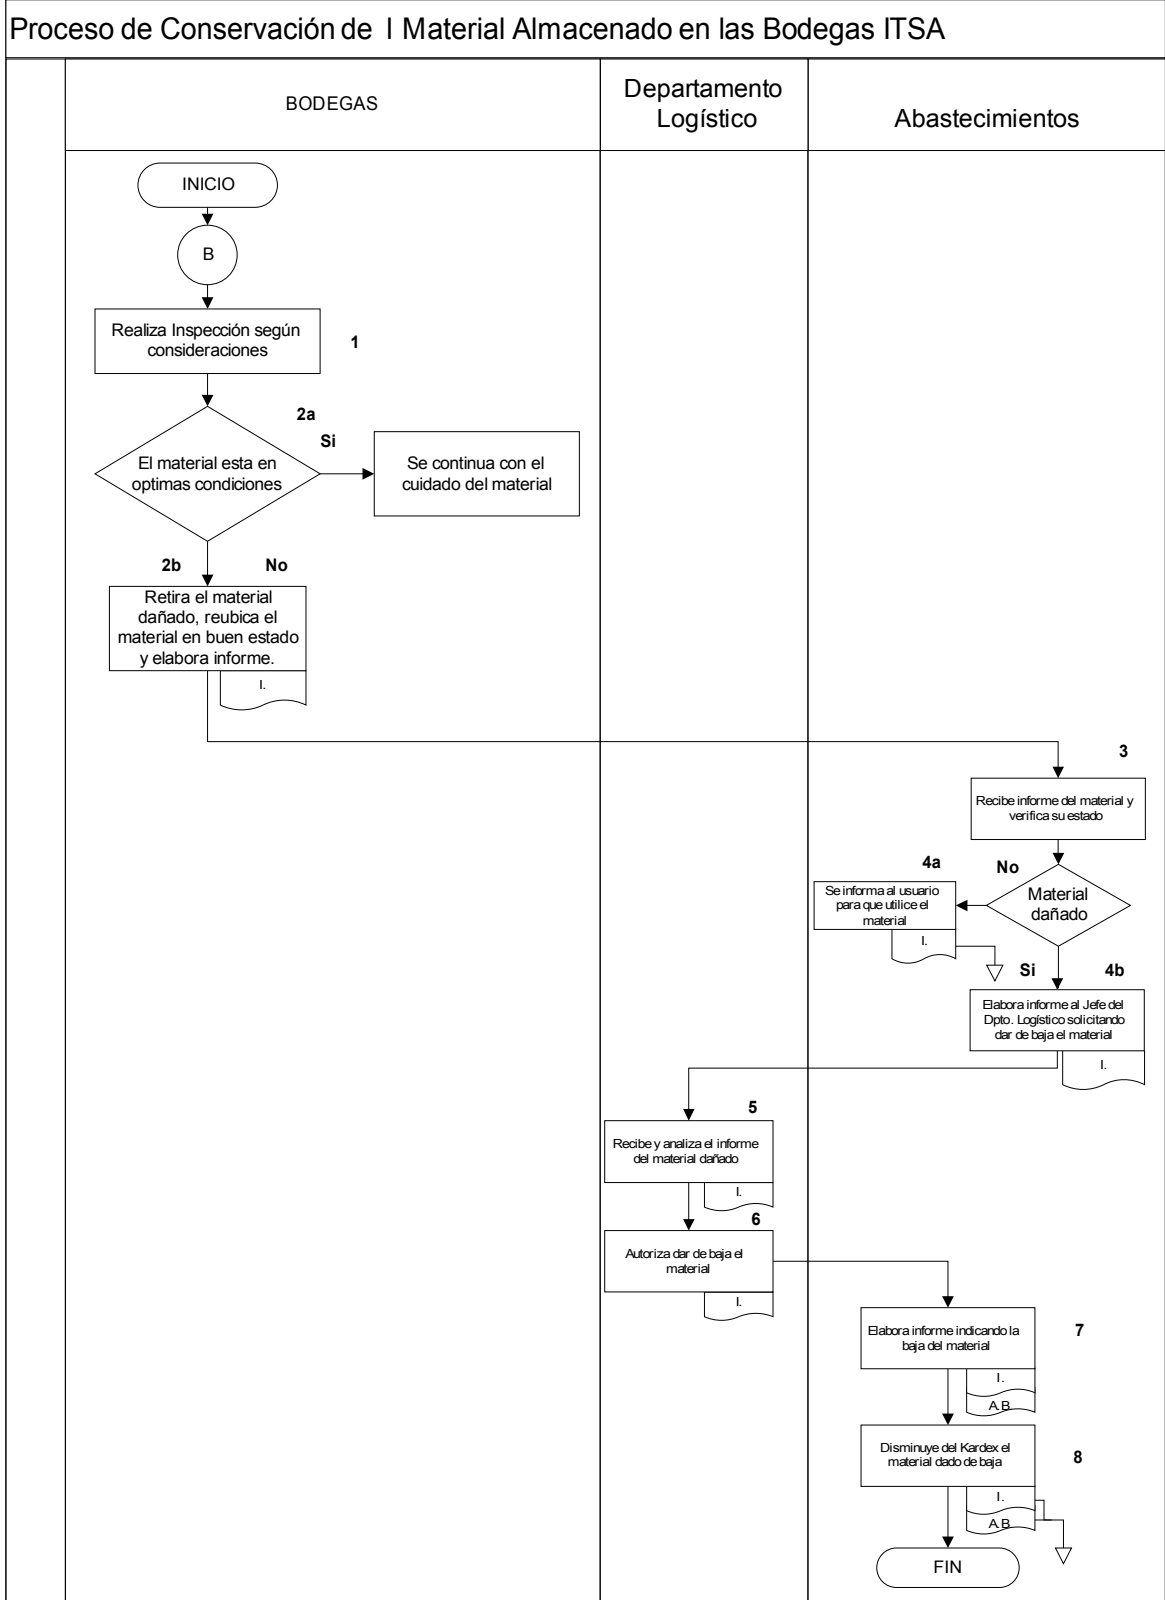 Proceso de Conservación de l Material Almacenado en las Bodegas ITSA
BODEGAS
Departamento
Logístico
Abastecimientos
INICIO
B
Realiza Inspección según
consideraciones
1
2a
Si
El material esta en
optimas condiciones
Se continua con el
cuidado del material
2b
No
Retira el material
dañado, reubica el
material en buen estado
y elabora informe.
I.
3
Recibe informe del material y
verifica su estado
4a
No
Material
dañado
Se informa al usuario
para que utilice el
material
I.
Si
4b
Elabora informe al Jefe del
Dpto. Logístico solicitando
dar de baja el material
I.
5
Recibe y analiza el informe
del material dañado
I.
6
Autoriza dar de baja el
material
I.
Elabora informe indicando la
baja del material
7
I.
A.B.
Disminuye del Kardex el
material dado de baja
8
I.
A.B.
FIN